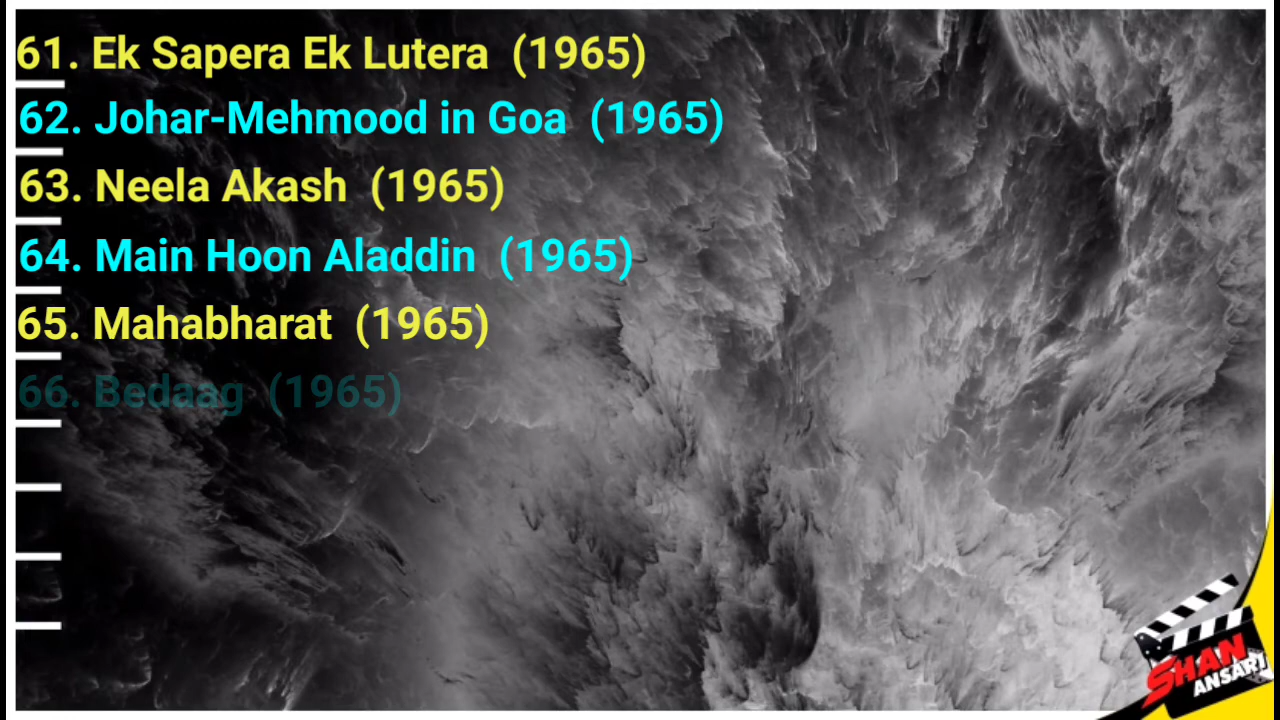 61. Ek Sapera Ek Lutera (1965)
62. Johar-Mehmood in Goa (1965)
63. Neela Akash (1965)
64. Main Hoon Aladdin (1965)
65. Mahabharat (1965)
66. Bedaag (1965)
SHAN
ANSARI